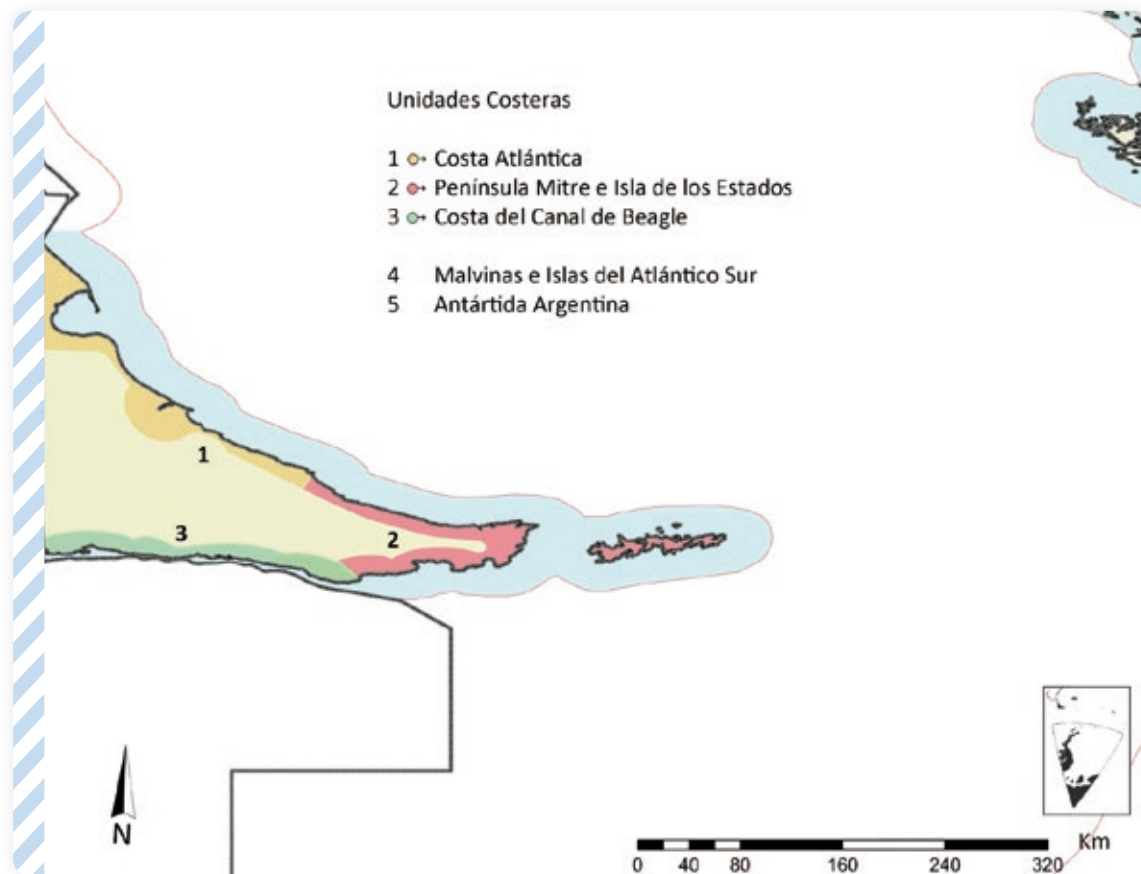 Unidades Costeras
1 Costa Atlántica
2 Península Mitre e Isla de los Estados
3 Costa del Canal de Beagle
4 Malvinas e Islas del Atlántico Sur
5 Antártida Argentina
1
3
2
N
Km
0 40 80 160 240 320